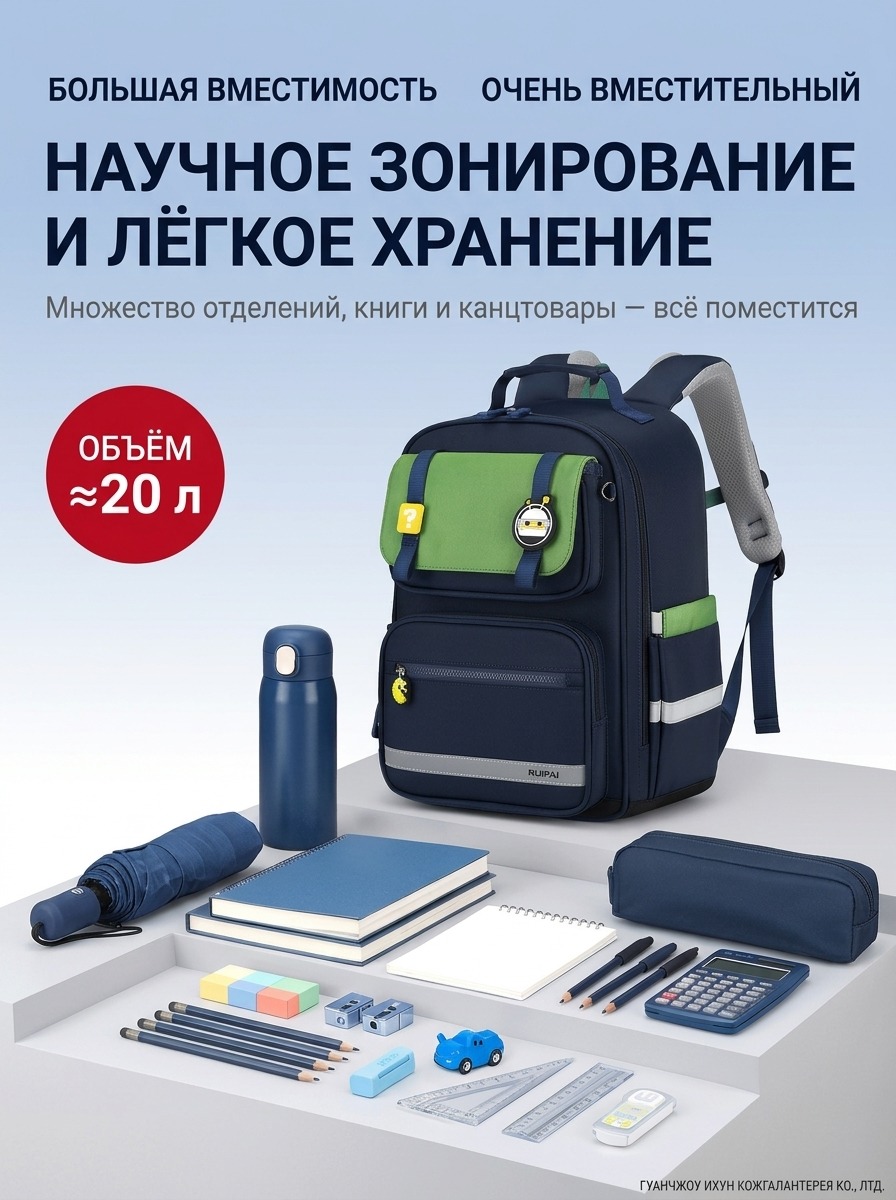 БОЛЬШАЯ ВМЕСТИМОСТЬ ОЧЕНЬ ВМЕСТИТЕЛЬНЫЙ
НАУЧНОЕ ЗОНИРОВАНИЕ
И ЛЁГКОЕ ХРАНЕНИЕ
Множество отделений, книги и канцтовары — всё поместится
ОБЪЁМ
≈20 л
?
RUIPAI
ГУАНЧЖОУ ИХУН КОЖГАЛАНТЕРЕЯ КО., ЛТД.